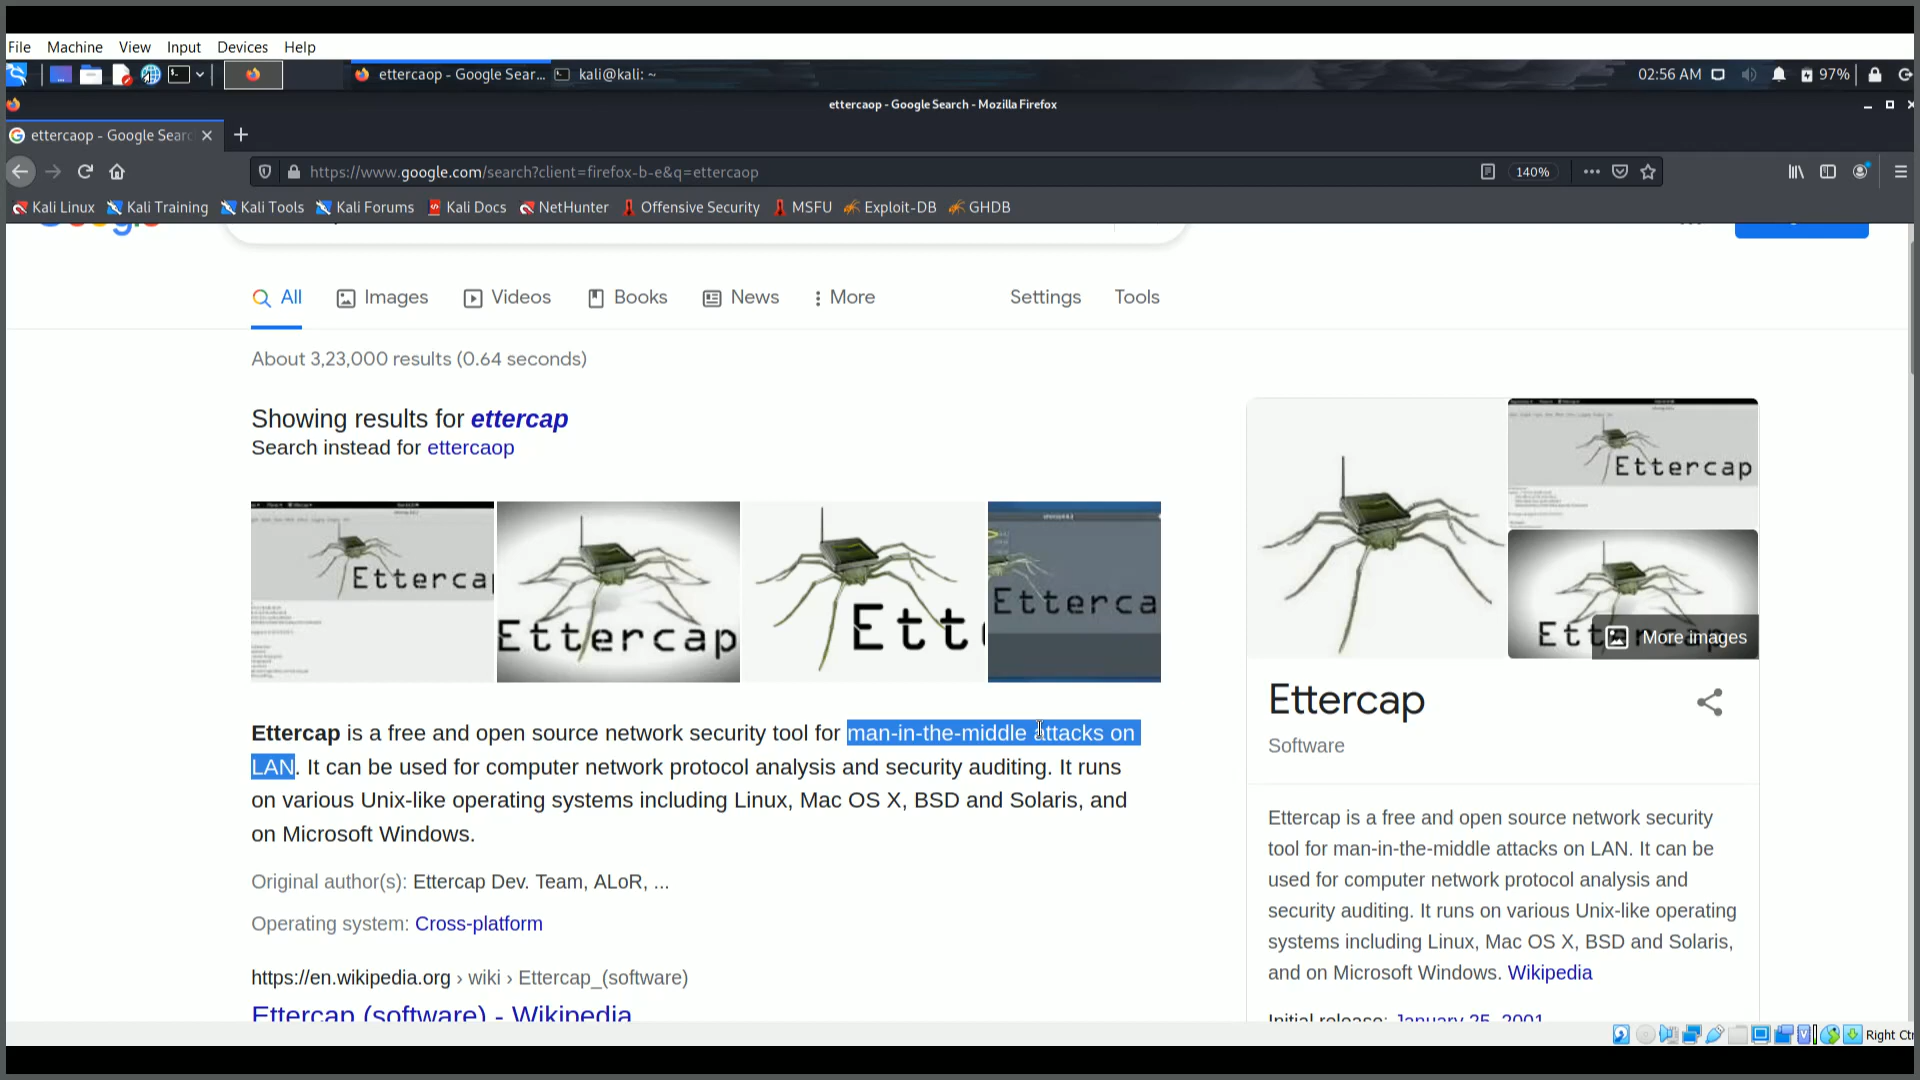 File Machine View Input Devices Help
ettercaop - Google Sear... kali@kali: ~ 02:56 AM 97%
ettercaop - Google Search - Mozilla Firefox
ettercaop - Google Searc
https://www.google.com/search?client=firefox-b-e&q=ettercaop 140%
Kali Linux Kali Training Kali Tools Kali Forums Kali Docs NetHunter Offensive Security MSFU Exploit-DB GHDB
All Images Videos Books News More Settings Tools
About 3,23,000 results (0.64 seconds)
Showing results for ettercap
Search instead for ettercaop
Ettercap
Ettercap
Ett
Etterca
Ettercap
More images
Ettercap is a free and open source network security tool for man-in-the-middle attacks on
LAN. It can be used for computer network protocol analysis and security auditing. It runs
on various Unix-like operating systems including Linux, Mac OS X, BSD and Solaris, and
on Microsoft Windows.
Original author(s): Ettercap Dev. Team, ALoR, ...
Operating system: Cross-platform
https://en.wikipedia.org › wiki › Ettercap_(software)
Ettercap (software) - Wikipedia
Ettercap
Software
Ettercap is a free and open source network security
tool for man-in-the-middle attacks on LAN. It can be
used for computer network protocol analysis and
security auditing. It runs on various Unix-like operating
systems including Linux, Mac OS X, BSD and Solaris,
and on Microsoft Windows. Wikipedia
Initial release: January 25, 2001
Right Ctr